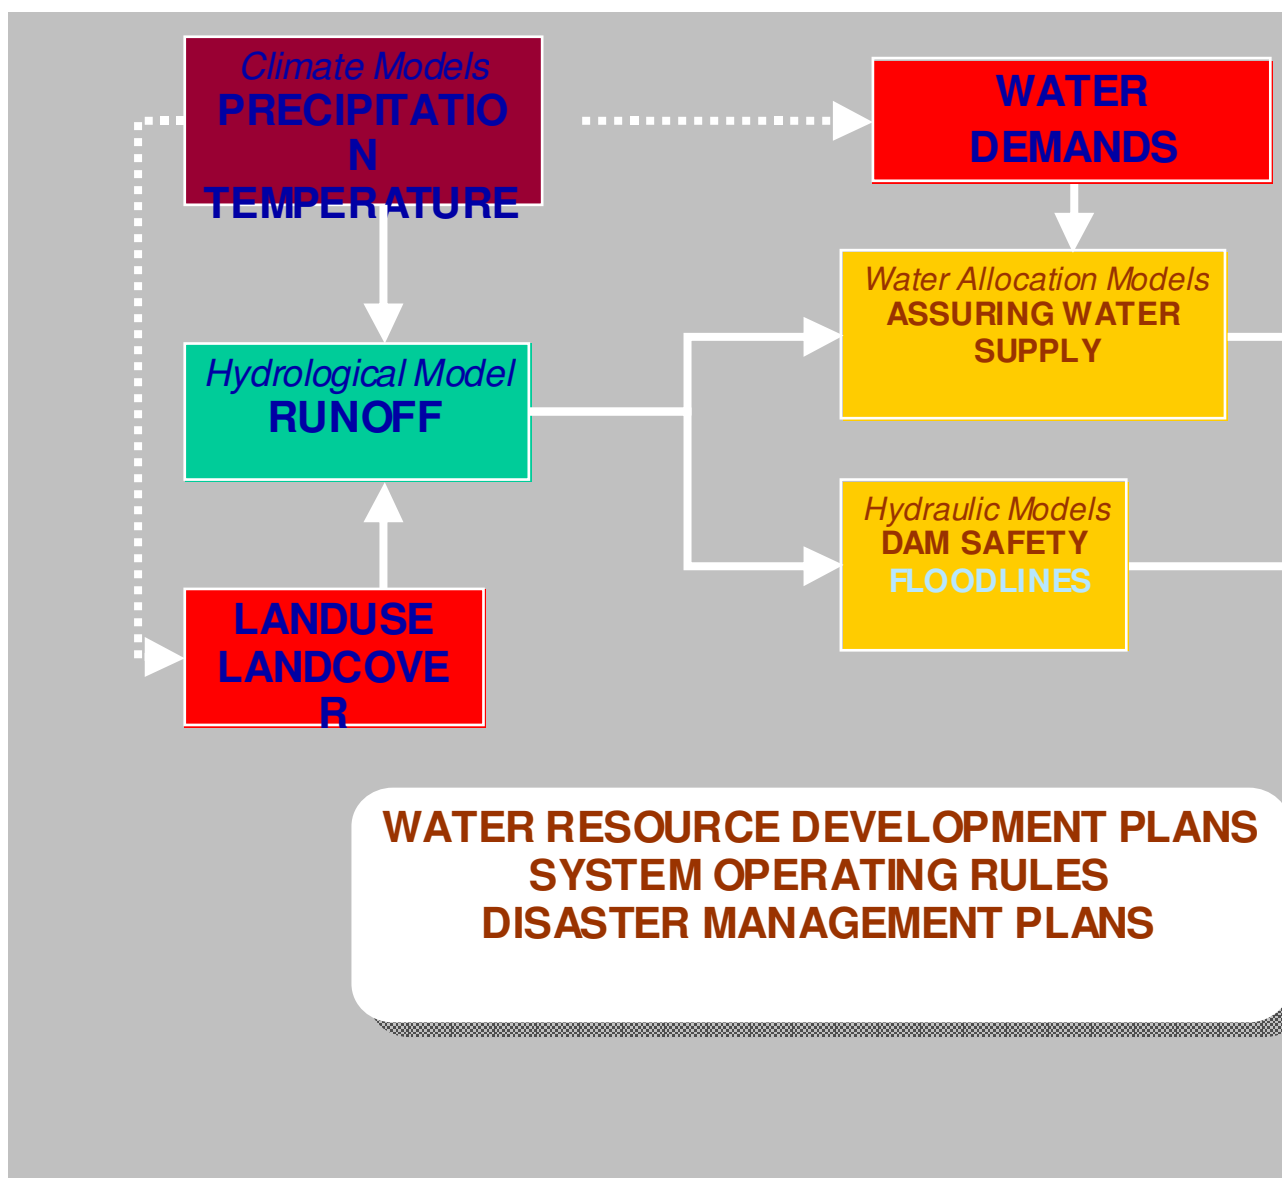 Climate Models
PRECIPITATIO
N
TEMPERATURE
WATER
DEMANDS
Water Allocation Models
ASSURING WATER
SUPPLY
Hydrological Model
RUNOFF
Hydraulic Models
DAM SAFETY
FLOODLINES
LANDUSE
LANDCOVE
R
WATER RESOURCE DEVELOPMENT PLANS
SYSTEM OPERATING RULES
DISASTER MANAGEMENT PLANS